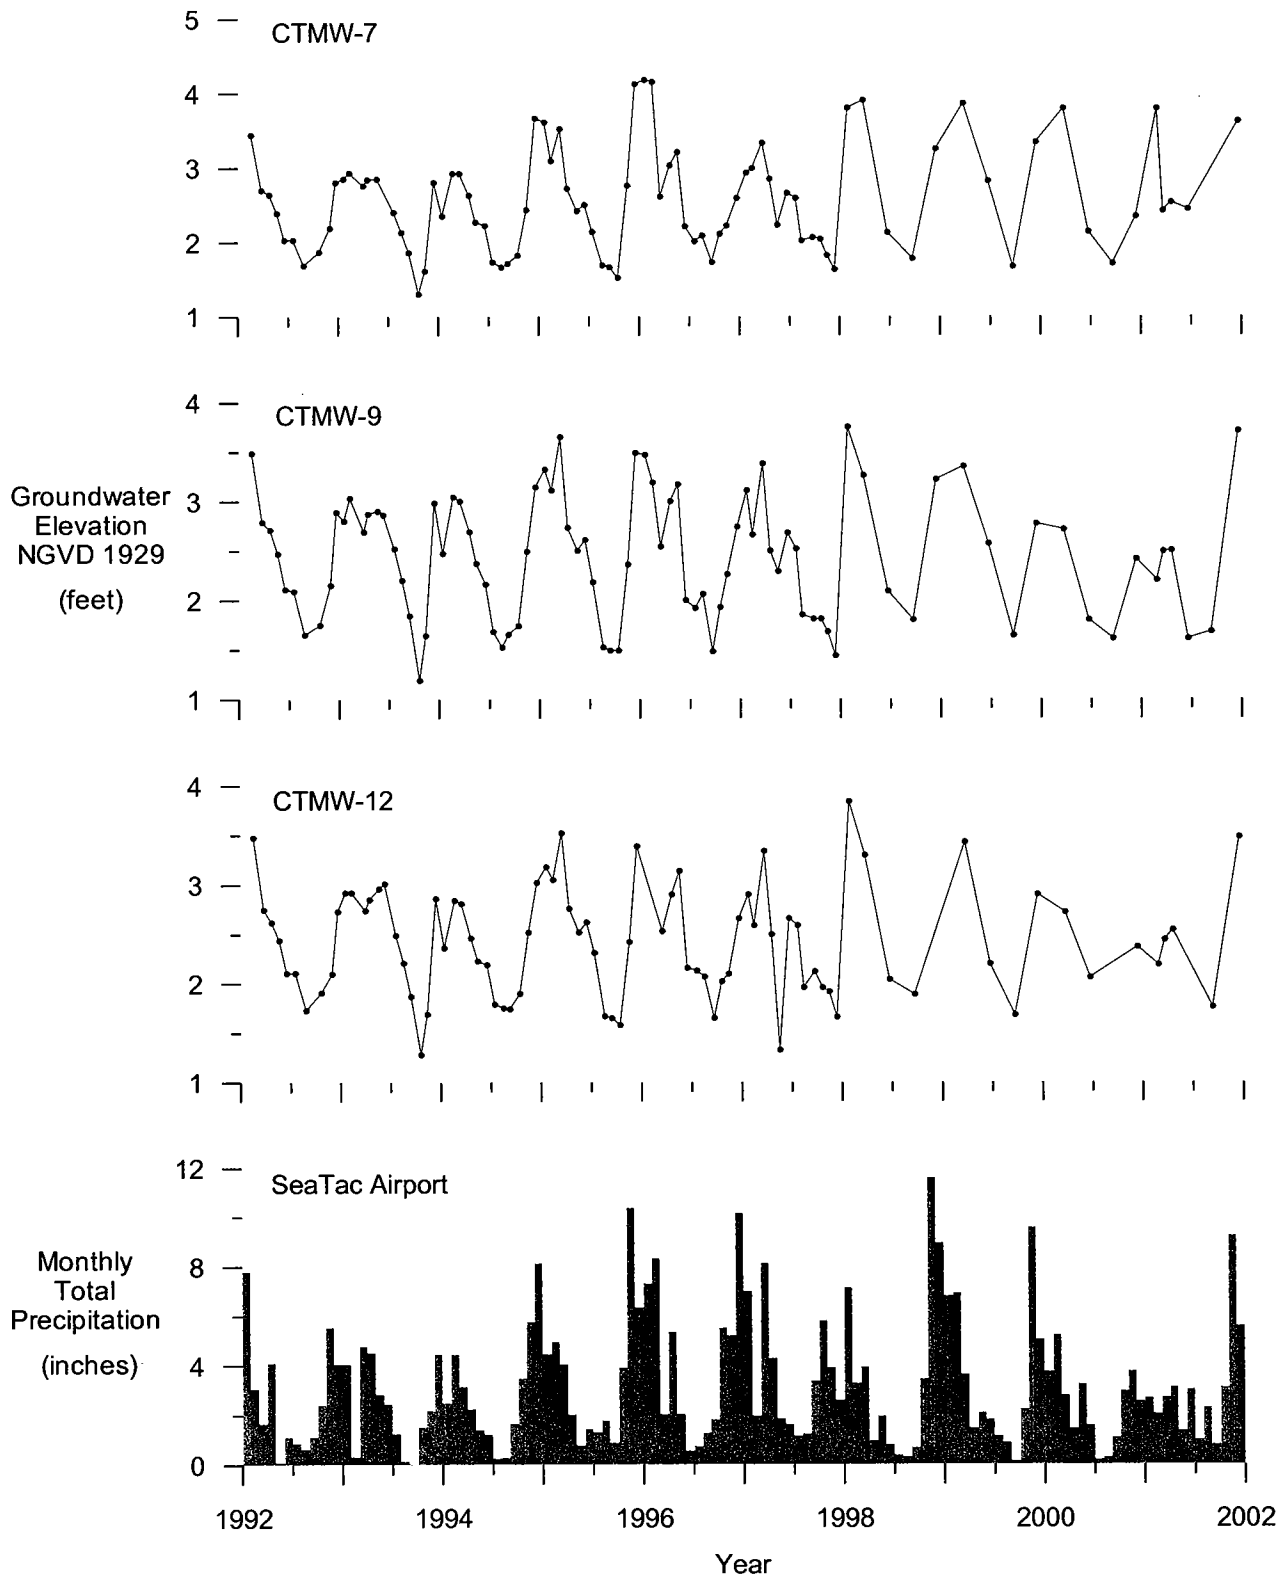 5
CTMW-7
4
3
2
1
4
CTMW-9
3
Groundwater
Elevation
NGVD 1929
(feet)
2
1
4
CTMW-12
3
2
1
12
SeaTac Airport
8
Monthly
Total
Precipitation
(inches)
4
0
1992 1994 1996 1998 2000 2002
Year